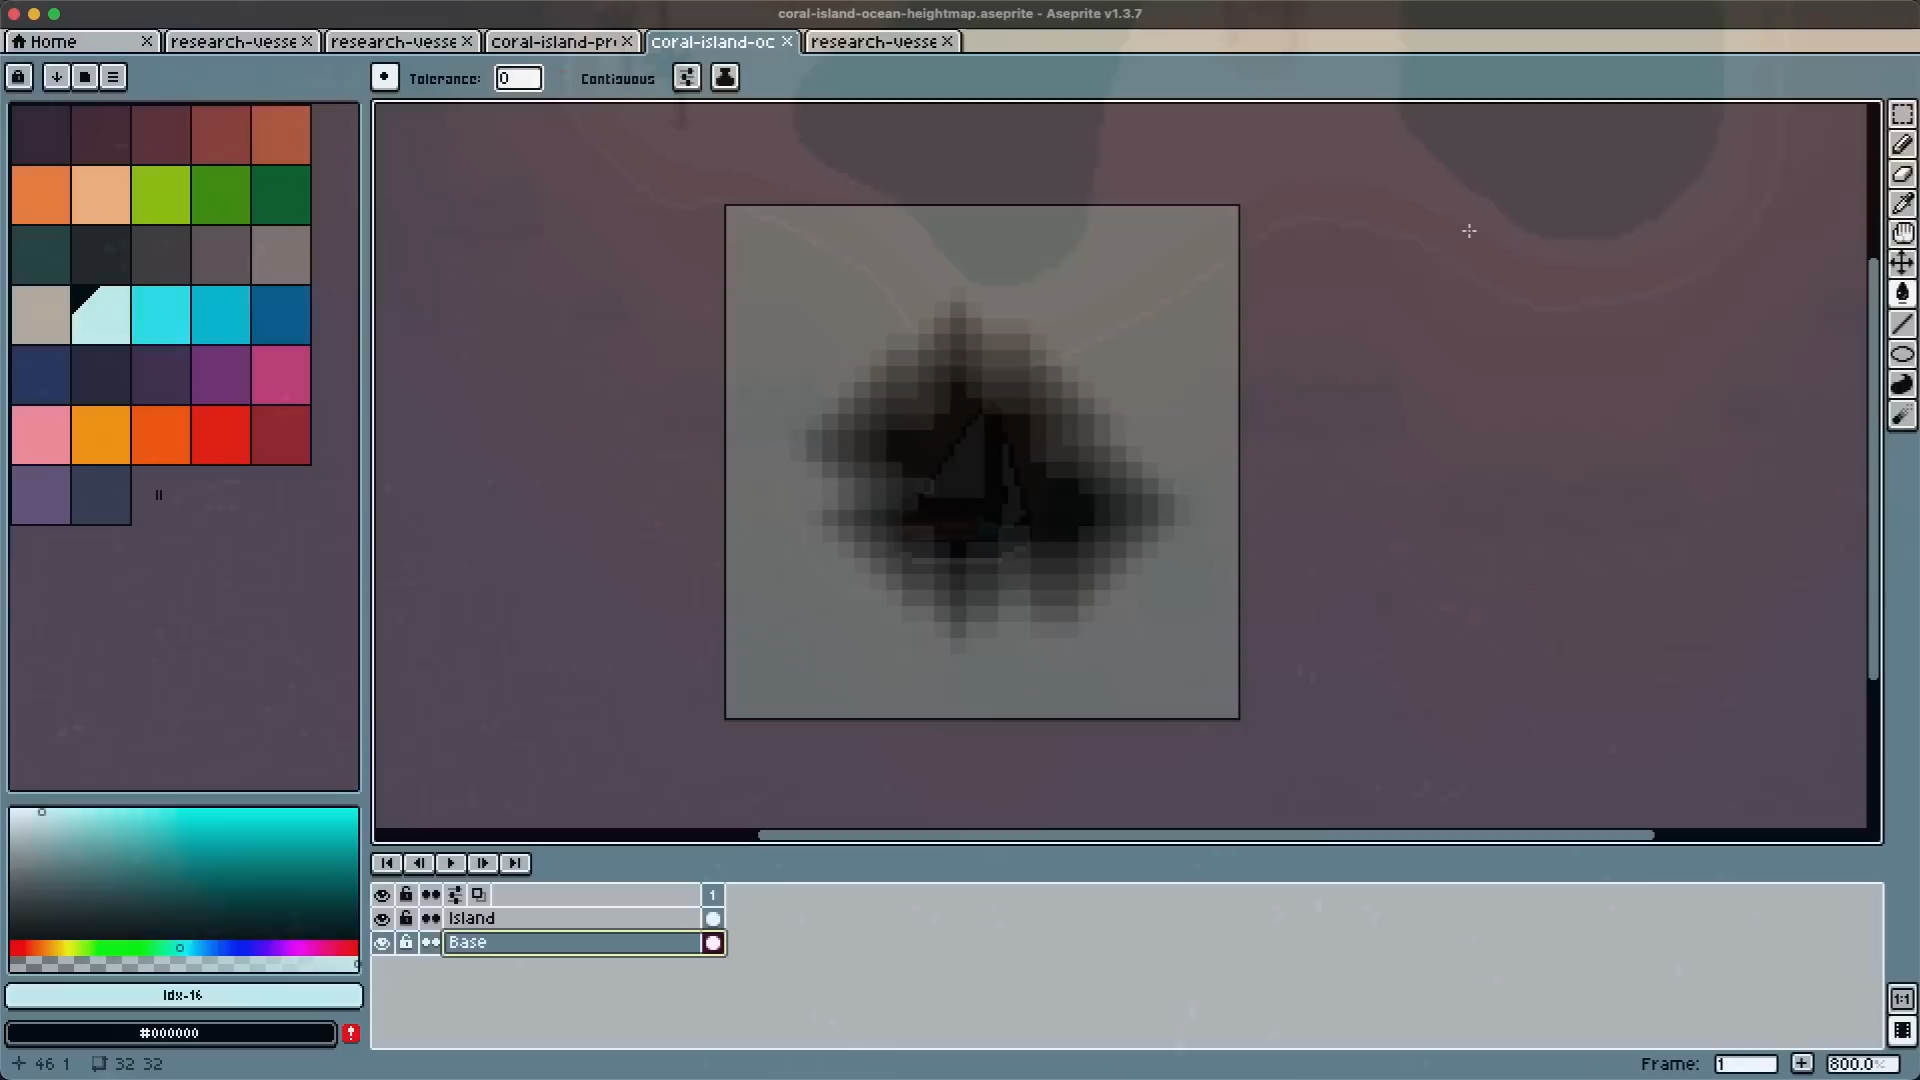 coral-island-ocean-heightmap.aseprite - Aseprite v1.3.7
Home
research-vesse
research-vesse
coral-island-pr
coral-island-oc
research-vesse
Tolerance: 0 Contiguous
1
Island
Base
Idx-16
#000000
46 1 32 32
Frame: 1
800.0%
1:1